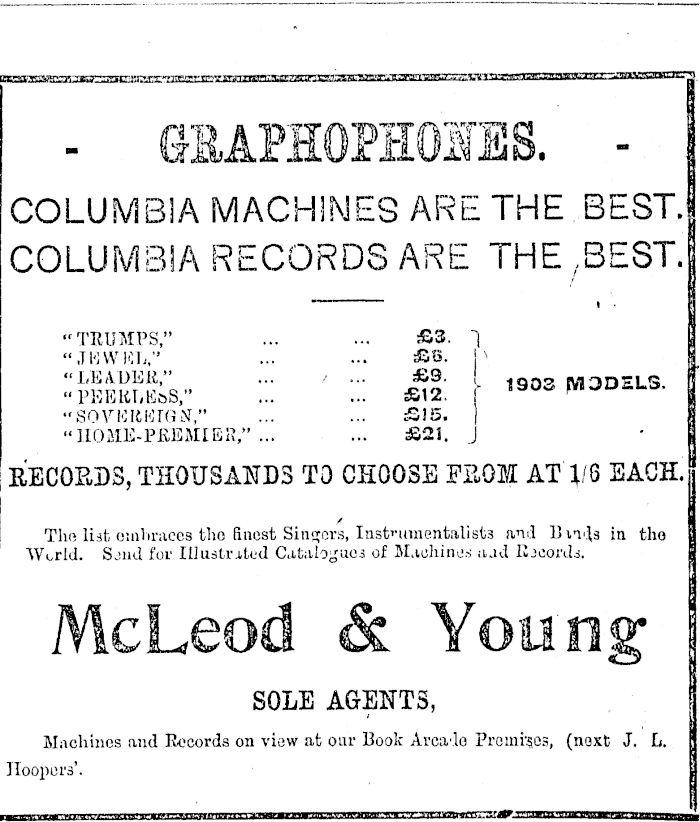 - GRAPHOPHONES. -
COLUMBIA MACHINES ARE THE BEST.
COLUMBIA RECORDS ARE THE BEST.
"TRUMPS," ... ... £3.
"JEWEL," ... ... £6.
"LEADER," ... ... £9.
"PEERLESS," ... ... £12.
"SOVEREIGN," ... ... £15.
"HOME-PREMIER," ... ... £21.
1903 MODELS.
RECORDS, THOUSANDS TO CHOOSE FROM AT 1/6 EACH.
The list embraces the finest Singers, Instrumentalists and Bands in the
World. Send for Illustrated Catalogues of Machines and Records.
McLeod & Young
SOLE AGENTS,
Machines and Records on view at our Book Arcade Premises, (next J. L.
Hoopers'.